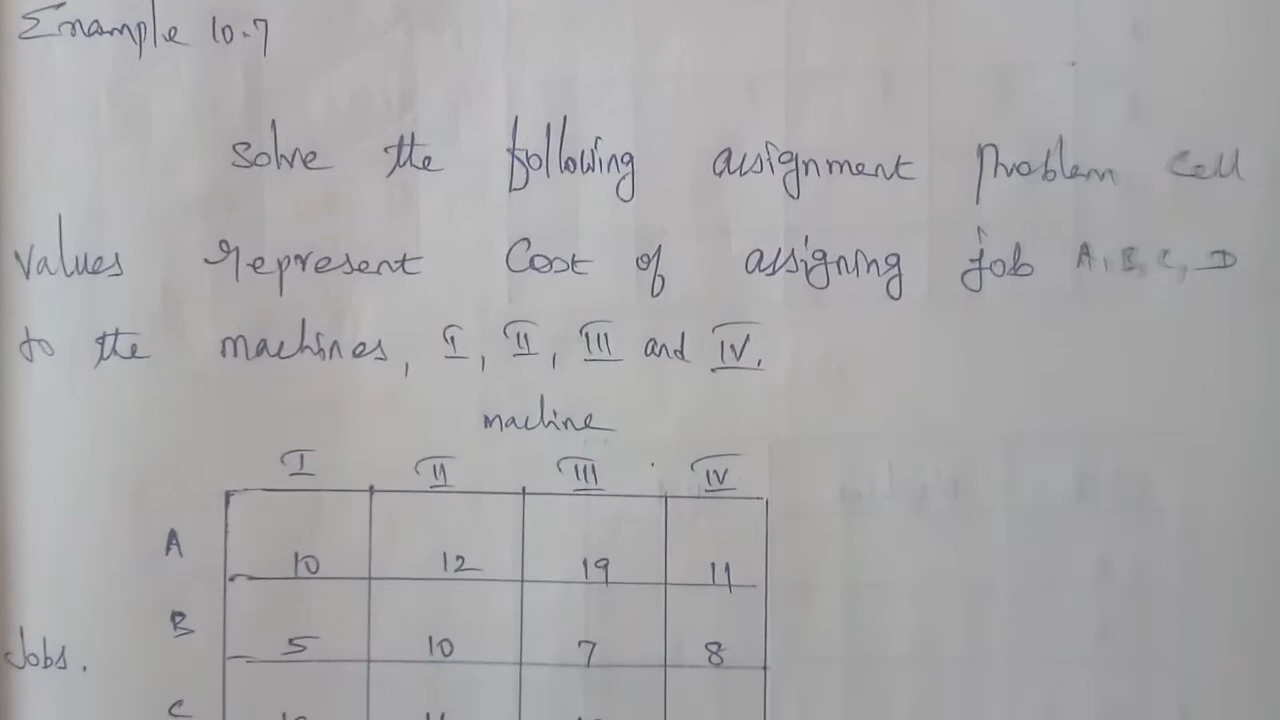 Example 10.7
Solve the following assignment problem cell
values represent cost of assigning job A, B, C, D
to the machines, I, II, III and IV.
machine
I II III IV
A 10 12 19 11
B 5 10 7 8
Jobs.
C